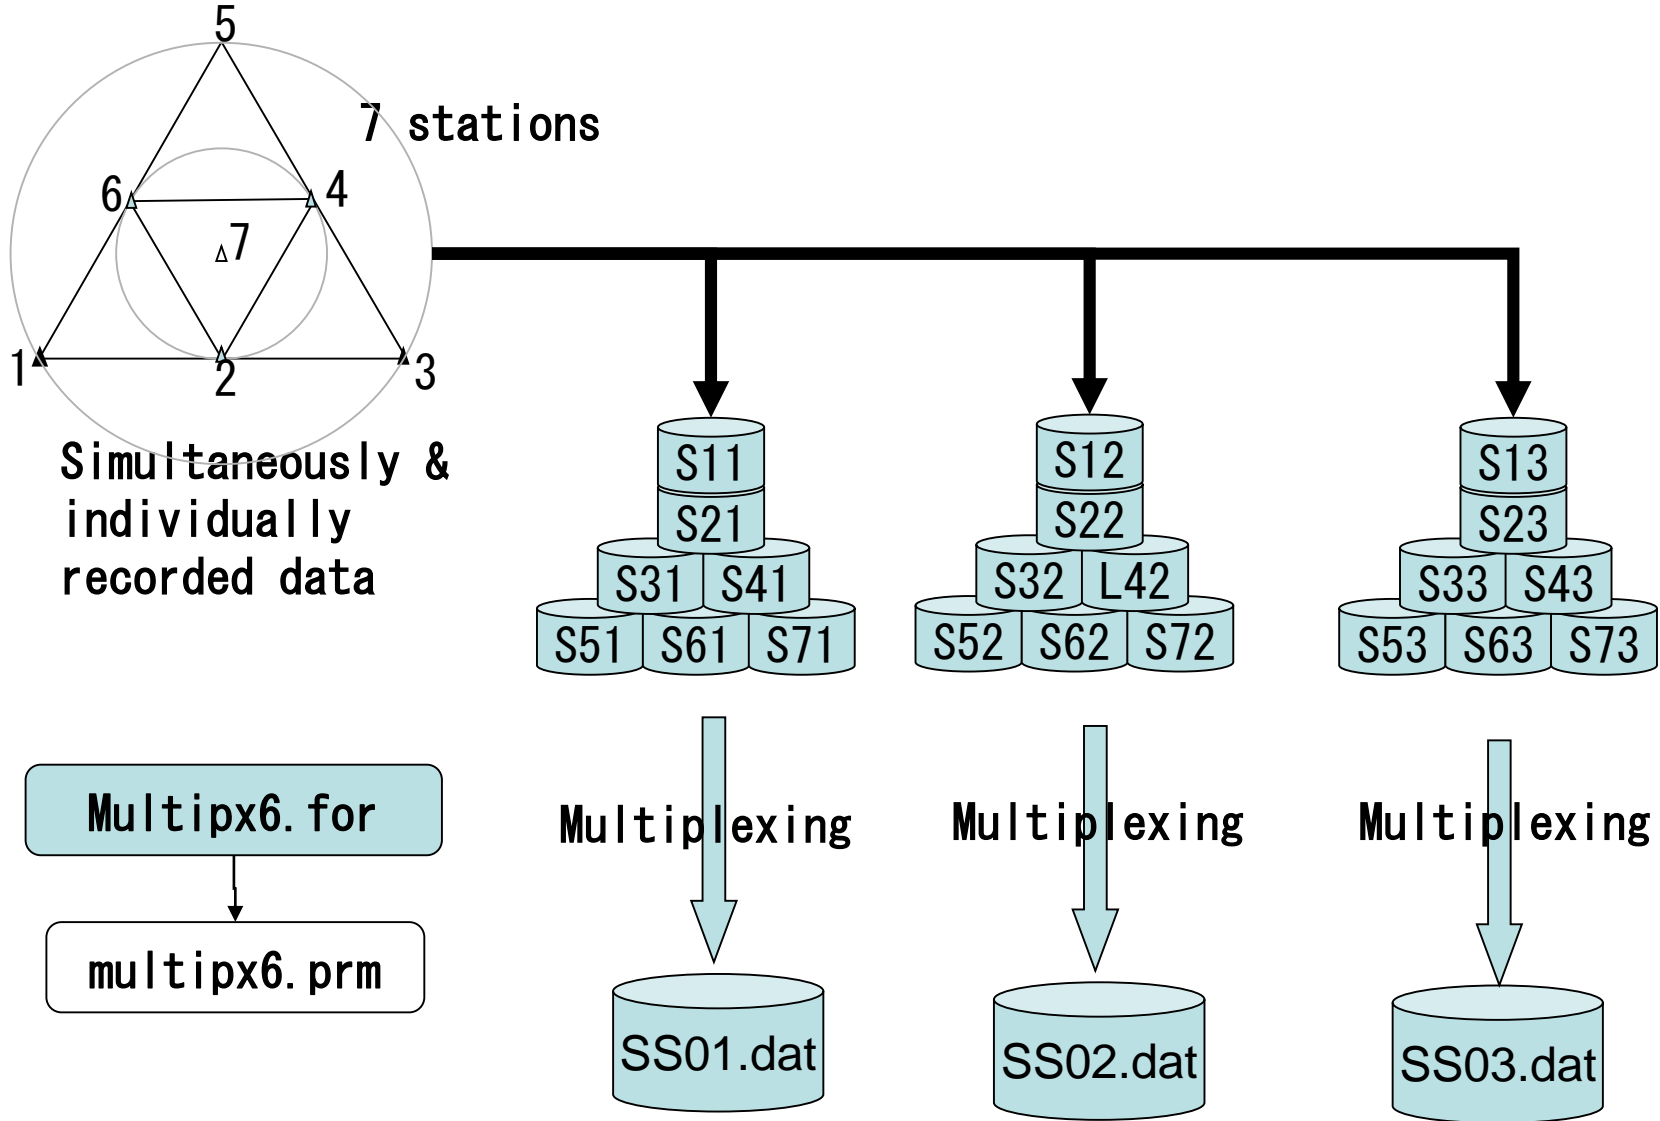 5
7 stations
6
4
7
1
2
3
Simultaneously &
individually
recorded data
S11
S21
S31 S41
S51 S61 S71
S12
S22
S32 L42
S52 S62 S72
S13
S23
S33 S43
S53 S63 S73
Multipx6.for
multipx6.prm
Multiplexing
Multiplexing
Multiplexing
SS01.dat
SS02.dat
SS03.dat